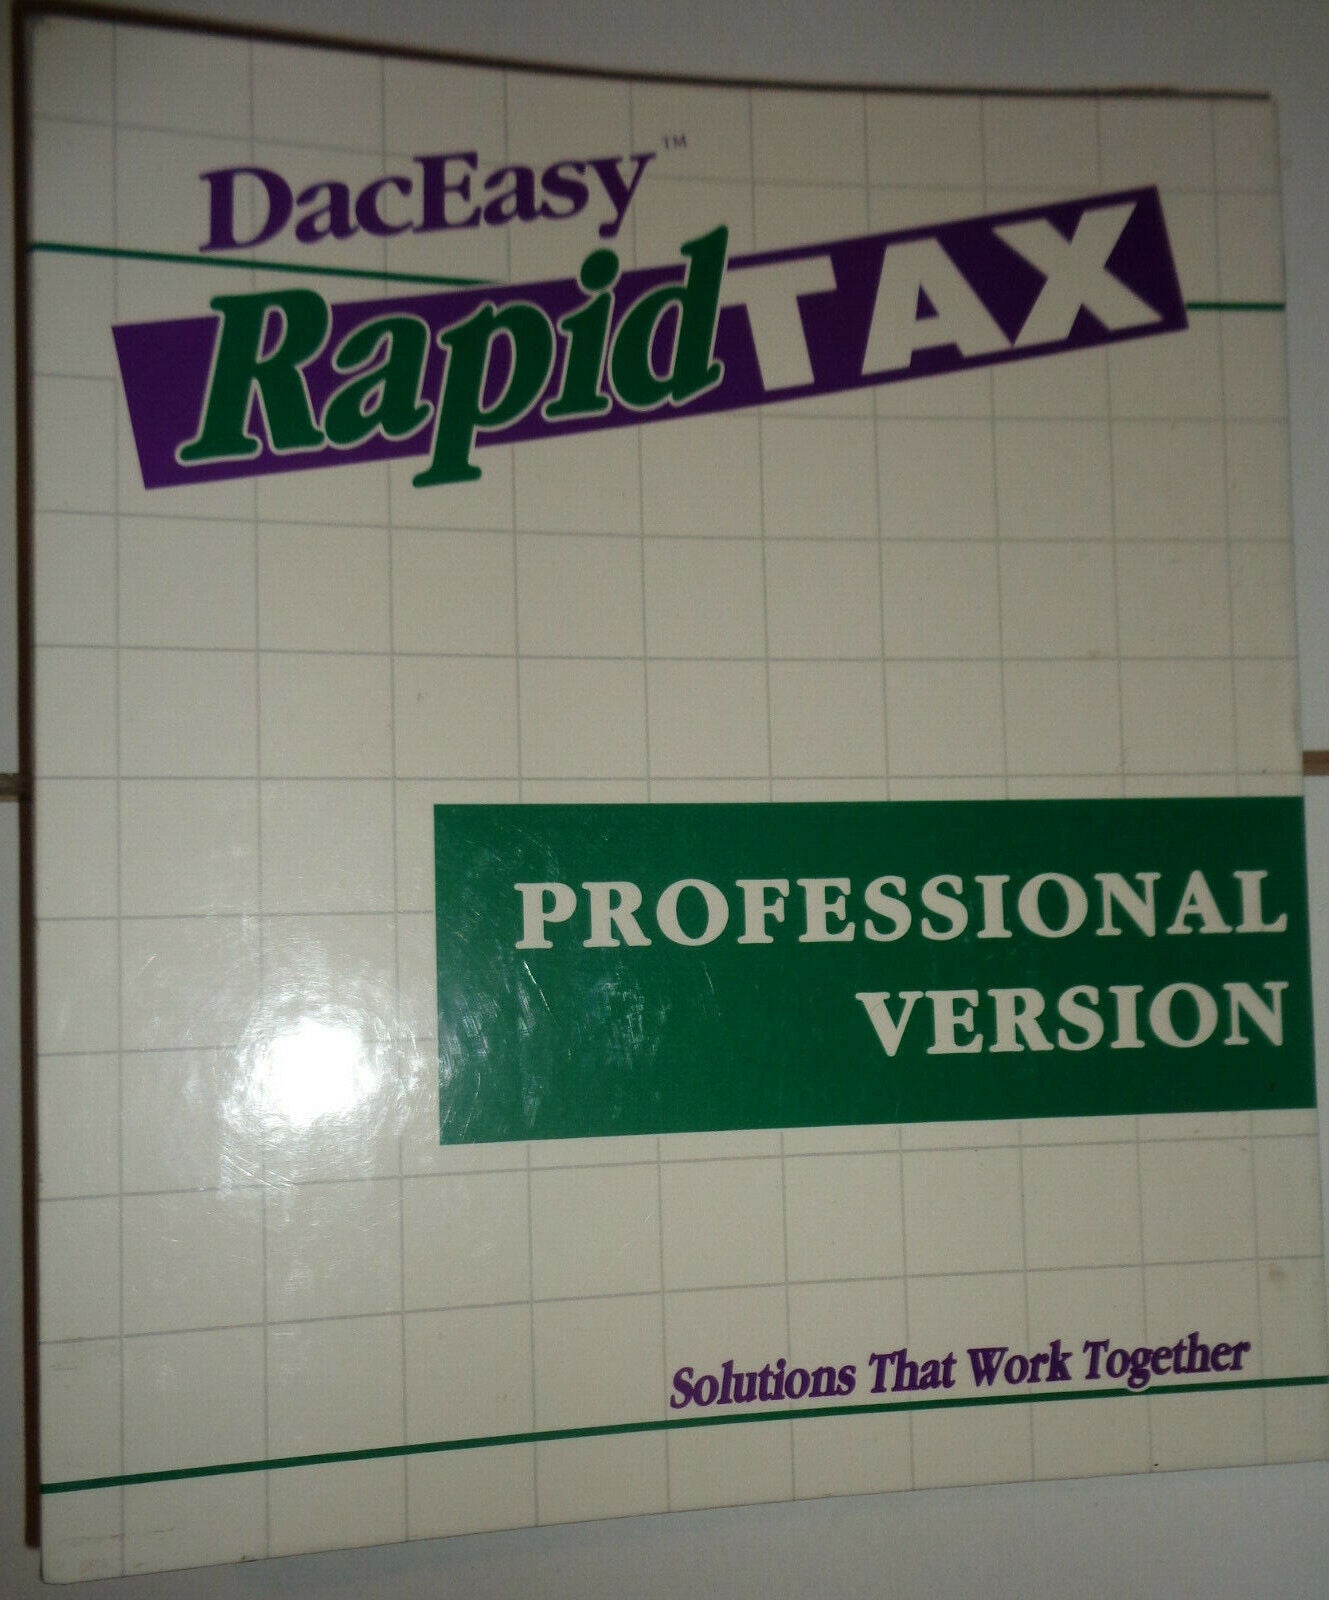 DacEasy™
RapidTAX
PROFESSIONAL
VERSION
Solutions That Work Together